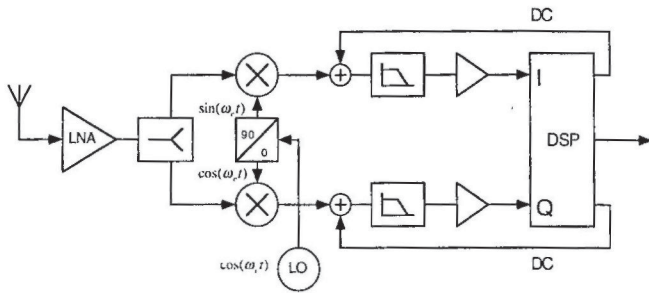 DC
sin(ω_c t)
I
LNA
90
0
DSP
cos(ω_c t)
Q
cos(ω_c t)
LO
DC